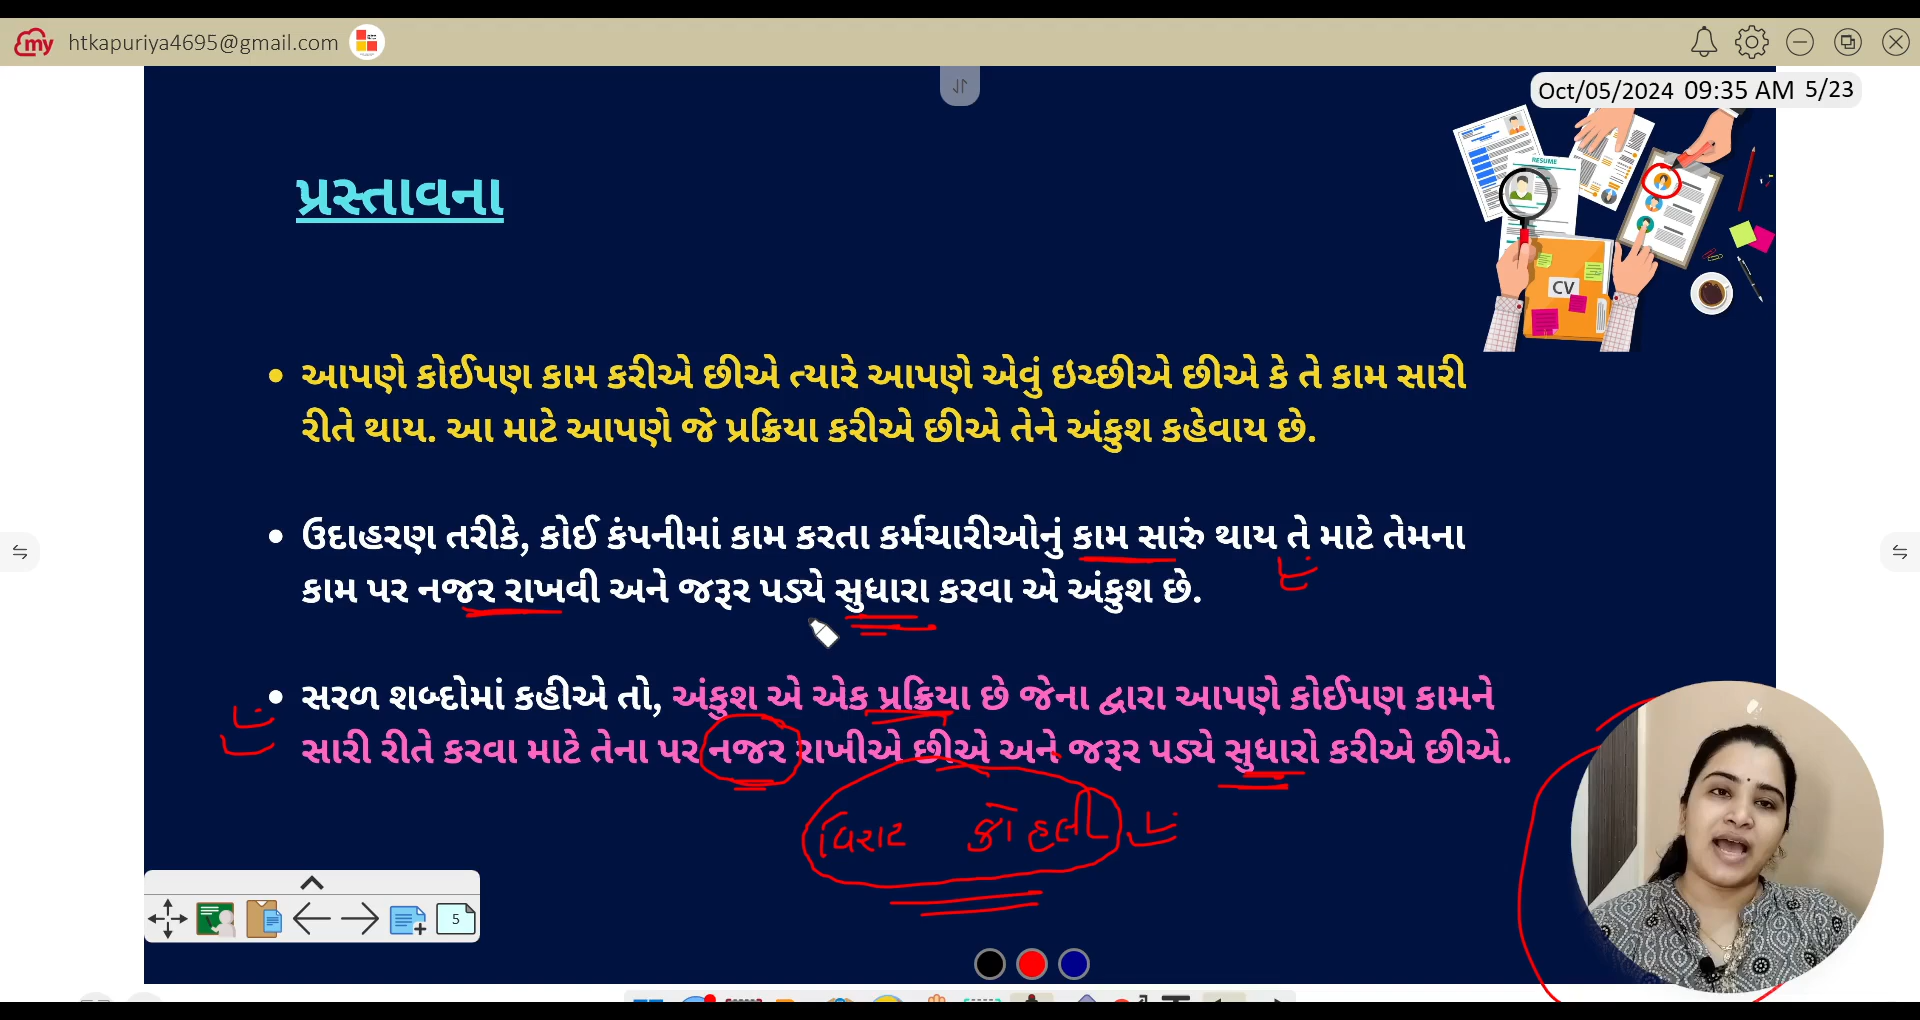 my htkapuriya4695@gmail.com
Oct/05/2024 09:35 AM 5/23
RESUME
CV
પ્રસ્તાવના
• આપણે કોઈપણ કામ કરીએ છીએ ત્યારે આપણે એવું ઇચ્છીએ છીએ કે તે કામ સારી
રીતે થાય. આ માટે આપણે જે પ્રક્રિયા કરીએ છીએ તેને અંકુશ કહેવાય છે.
• ઉદાહરણ તરીકે, કોઈ કંપનીમાં કામ કરતા કર્મચારીઓનું કામ સારું થાય તે માટે તેમના
કામ પર નજર રાખવી અને જરૂર પડ્યે સુધારા કરવા એ અંકુશ છે.
• સરળ શબ્દોમાં કહીએ તો, અંકુશ એ એક પ્રક્રિયા છે જેના દ્વારા આપણે કોઈપણ કામને
સારી રીતે કરવા માટે તેના પર નજર રાખીએ છીએ અને જરૂર પડ્યે સુધારો કરીએ છીએ.
વિરાટ કોહલી
5